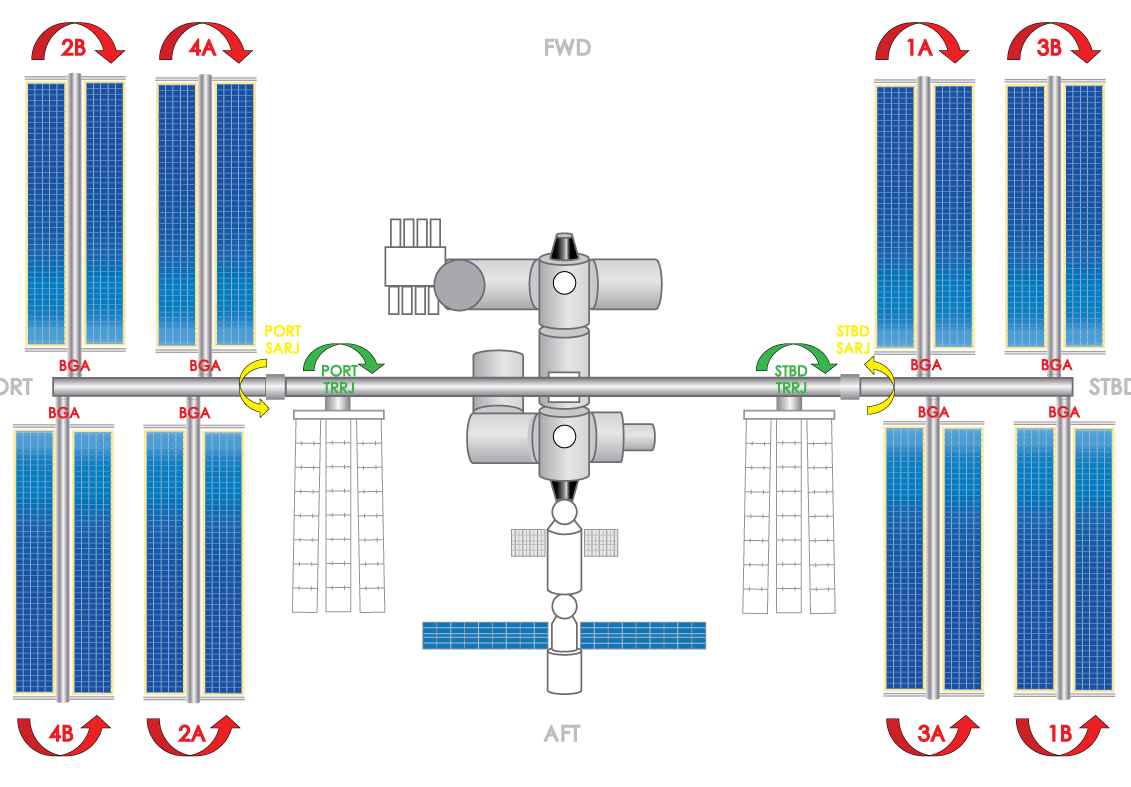 2B
4A
FWD
1A
3B
PORT
SARJ
STBD
SARJ
BGA
BGA
PORT
TRRJ
STBD
TRRJ
BGA
BGA
ORT
STBD
BGA
BGA
BGA
BGA
4B
2A
AFT
3A
1B